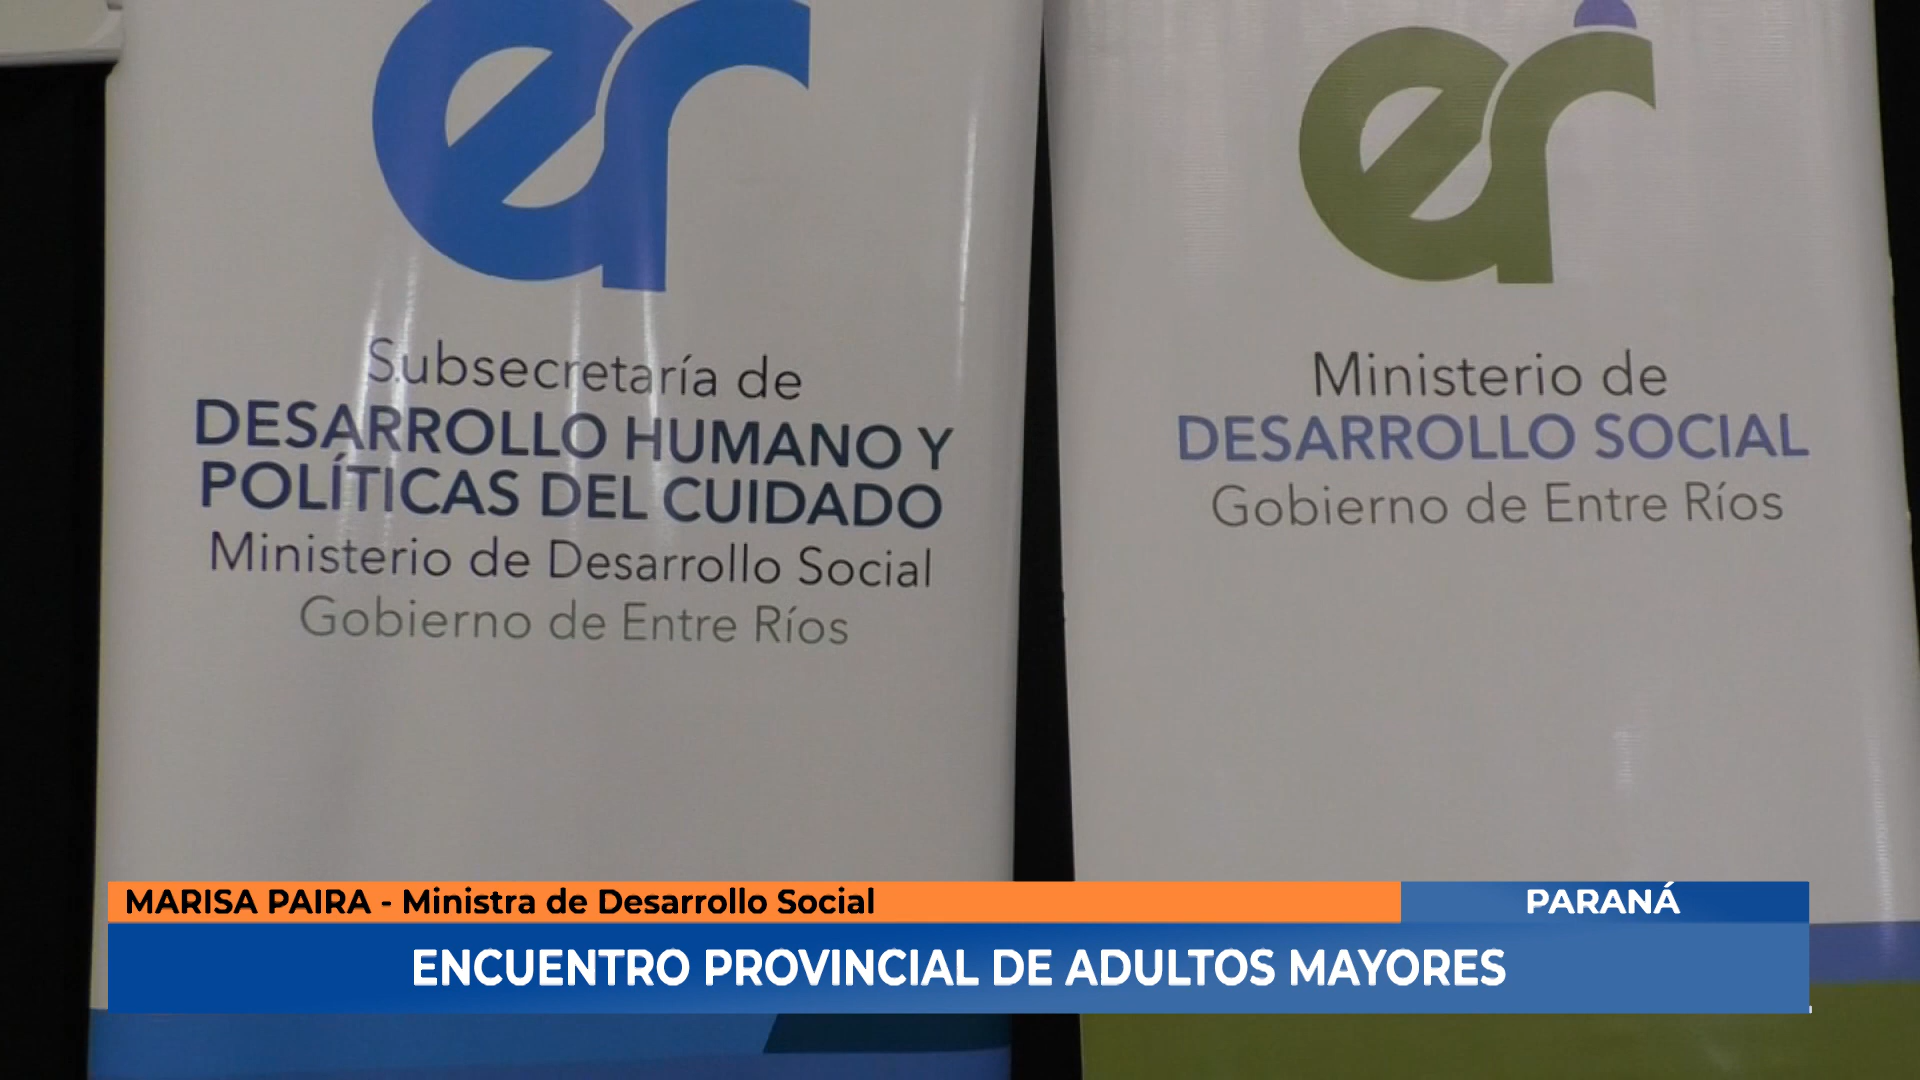 er
Subsecretaría de
DESARROLLO HUMANO Y
POLÍTICAS DEL CUIDADO
Ministerio de Desarrollo Social
Gobierno de Entre Ríos
er
Ministerio de
DESARROLLO SOCIAL
Gobierno de Entre Ríos
MARISA PAIRA - Ministra de Desarrollo Social
PARANÁ
ENCUENTRO PROVINCIAL DE ADULTOS MAYORES